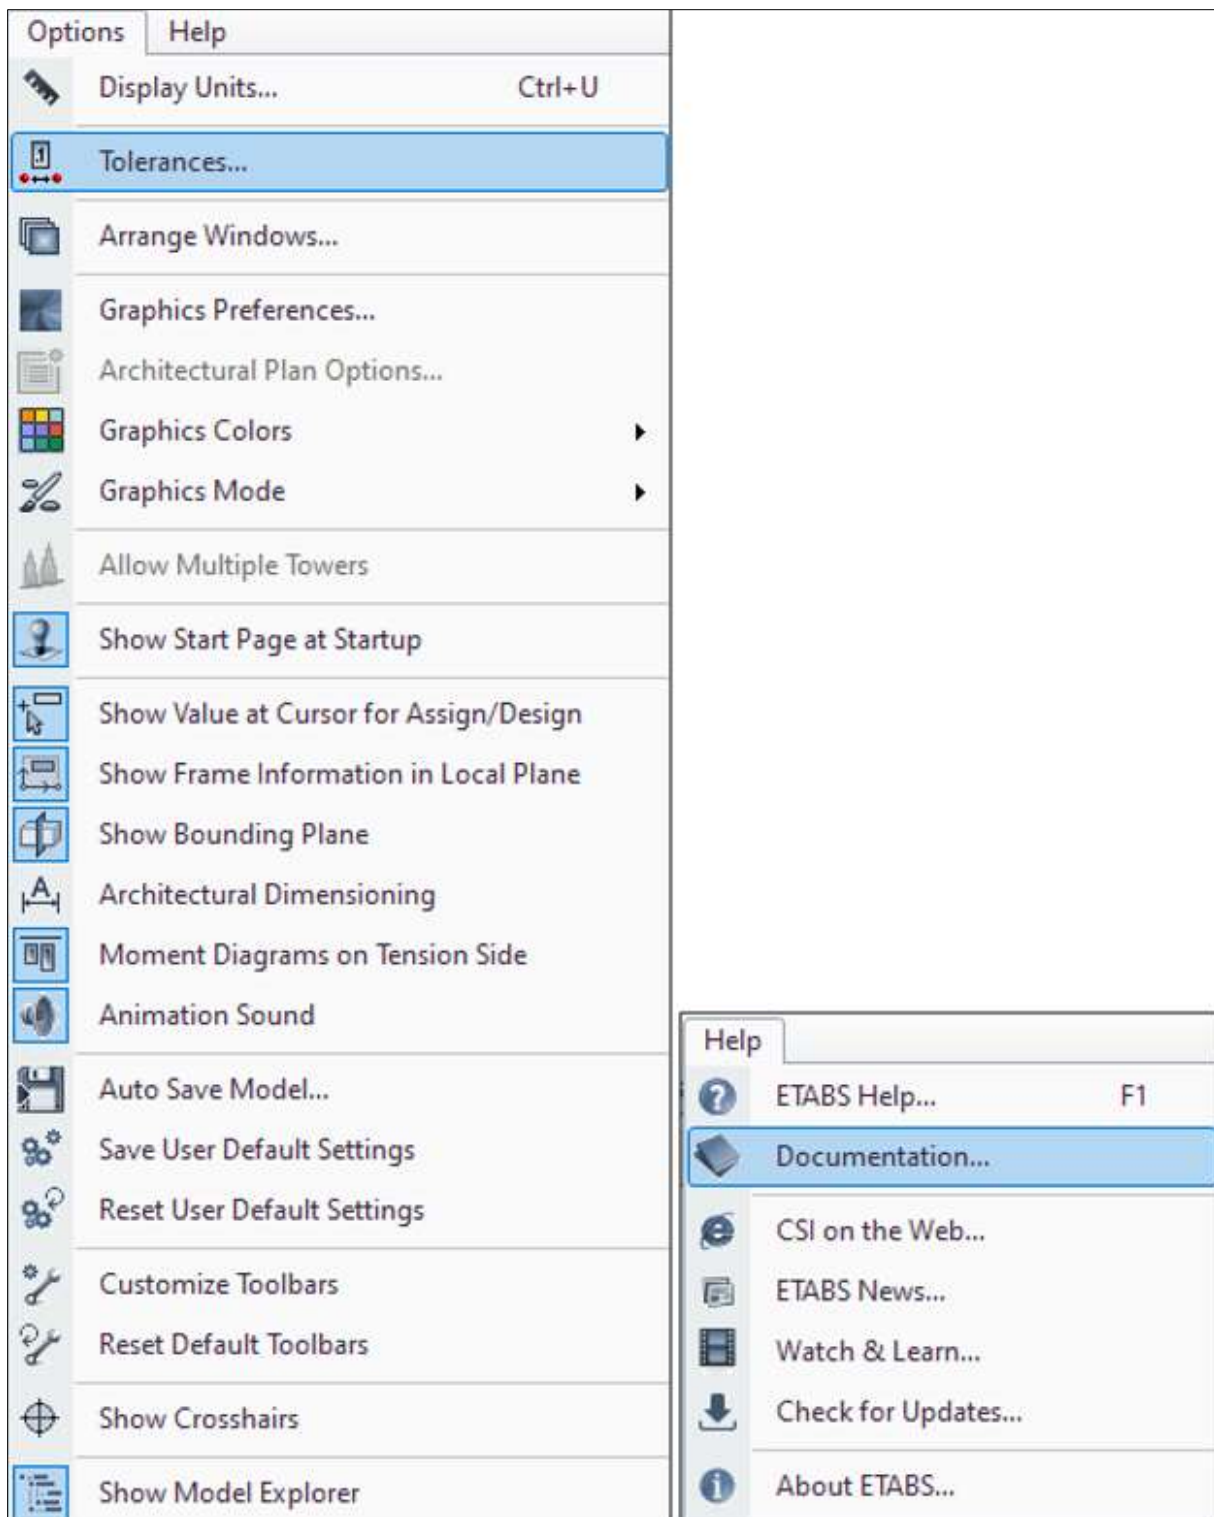 Options Help
Display Units... Ctrl+U
Tolerances...
Arrange Windows...
Graphics Preferences...
Architectural Plan Options...
Graphics Colors
Graphics Mode
Allow Multiple Towers
Show Start Page at Startup
Show Value at Cursor for Assign/Design
Show Frame Information in Local Plane
Show Bounding Plane
Architectural Dimensioning
Moment Diagrams on Tension Side
Animation Sound
Auto Save Model...
Save User Default Settings
Reset User Default Settings
Customize Toolbars
Reset Default Toolbars
Show Crosshairs
Show Model Explorer
Help
ETABS Help... F1
Documentation...
CSI on the Web...
ETABS News...
Watch & Learn...
Check for Updates...
About ETABS...